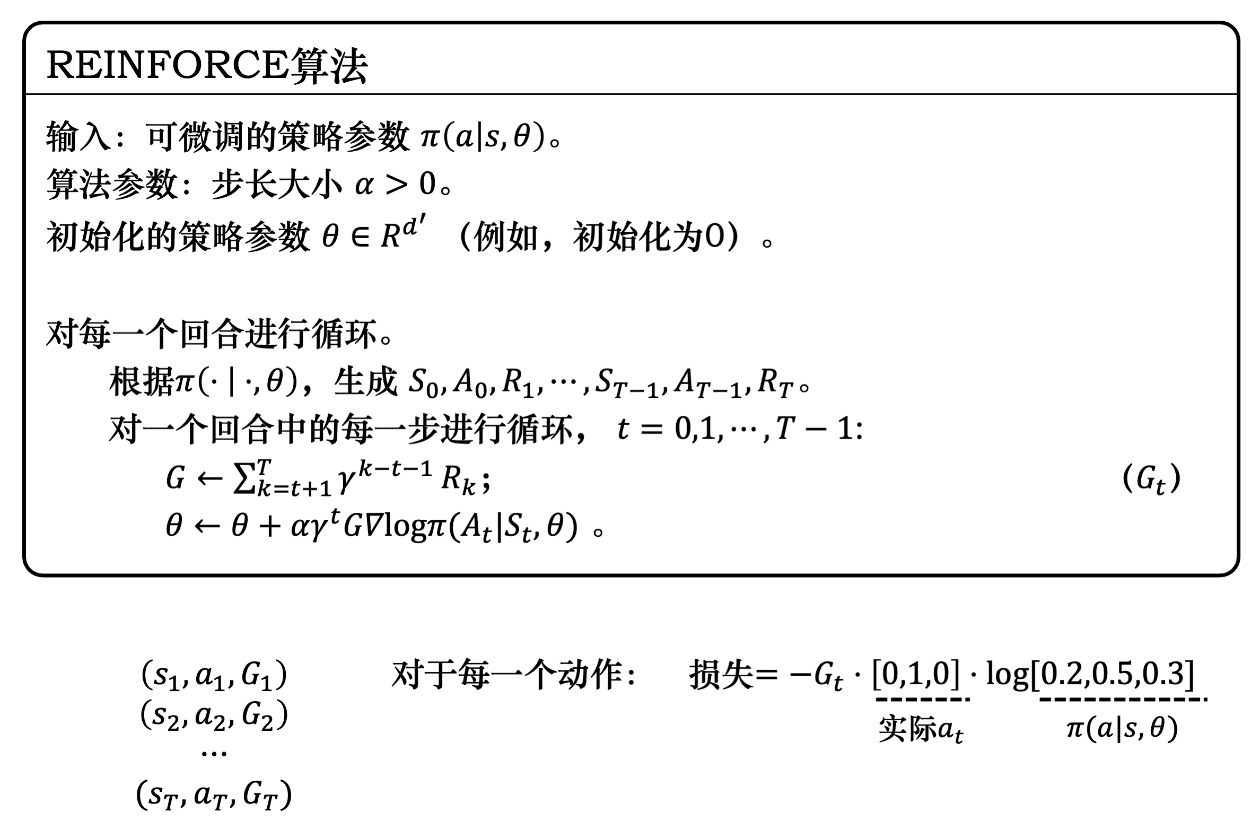 REINFORCE算法
输入：可微调的策略参数 π(a|s, θ)。
算法参数：步长大小 α > 0。
初始化的策略参数 θ ∈ R^{d′} （例如，初始化为0）。
对每一个回合进行循环。
根据π(· | ·, θ)，生成 S_0, A_0, R_1, ⋯, S_{T−1}, A_{T−1}, R_T。
对一个回合中的每一步进行循环， t = 0,1, ⋯, T − 1:
G ← ∑_{k=t+1}^{T} γ^{k−t−1} R_k； (G_t)
θ ← θ + αγ^t G∇logπ(A_t|S_t, θ) 。
(s_1, a_1, G_1) 对于每一个动作： 损失= −G_t · [0,1,0] · log[0.2,0.5,0.3]
(s_2, a_2, G_2) 实际a_t π(a|s, θ)
⋯
(s_T, a_T, G_T)